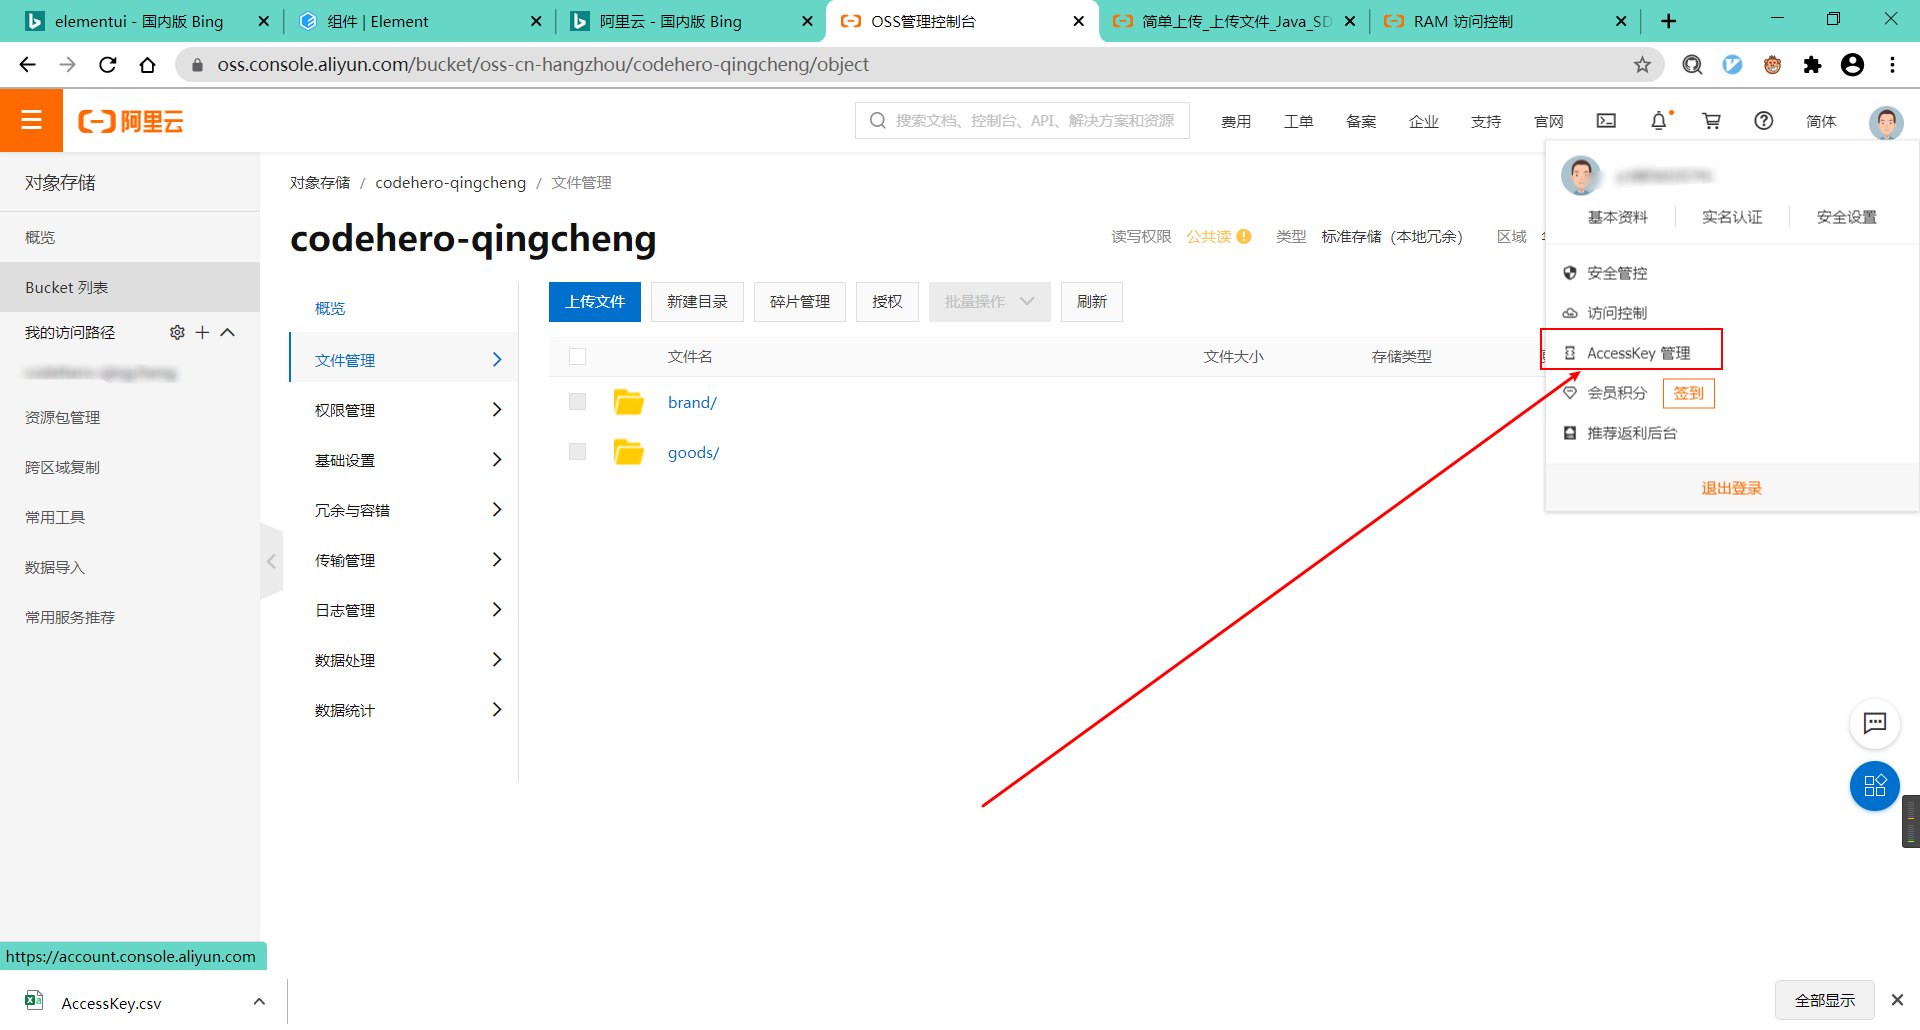 elementui - 国内版 Bing
组件 | Element
阿里云 - 国内版 Bing
OSS管理控制台
简单上传_上传文件_Java_SD
RAM 访问控制
oss.console.aliyun.com/bucket/oss-cn-hangzhou/codehero-qingcheng/object
阿里云
搜索文档、控制台、API、解决方案和资源
费用
工单
备案
企业
支持
官网
简体
对象存储
概览
Bucket 列表
我的访问路径
codehero-qingcheng
资源包管理
跨区域复制
常用工具
数据导入
常用服务推荐
对象存储 / codehero-qingcheng / 文件管理
codehero-qingcheng
读写权限 公共读 类型 标准存储（本地冗余） 区域
概览
文件管理
权限管理
基础设置
冗余与容错
传输管理
日志管理
数据处理
数据统计
上传文件
新建目录
碎片管理
授权
批量操作
刷新
文件名
文件大小
存储类型
brand/
goods/
基本资料
实名认证
安全设置
安全管控
访问控制
AccessKey 管理
会员积分
签到
推荐返利后台
退出登录
https://account.console.aliyun.com
AccessKey.csv
全部显示